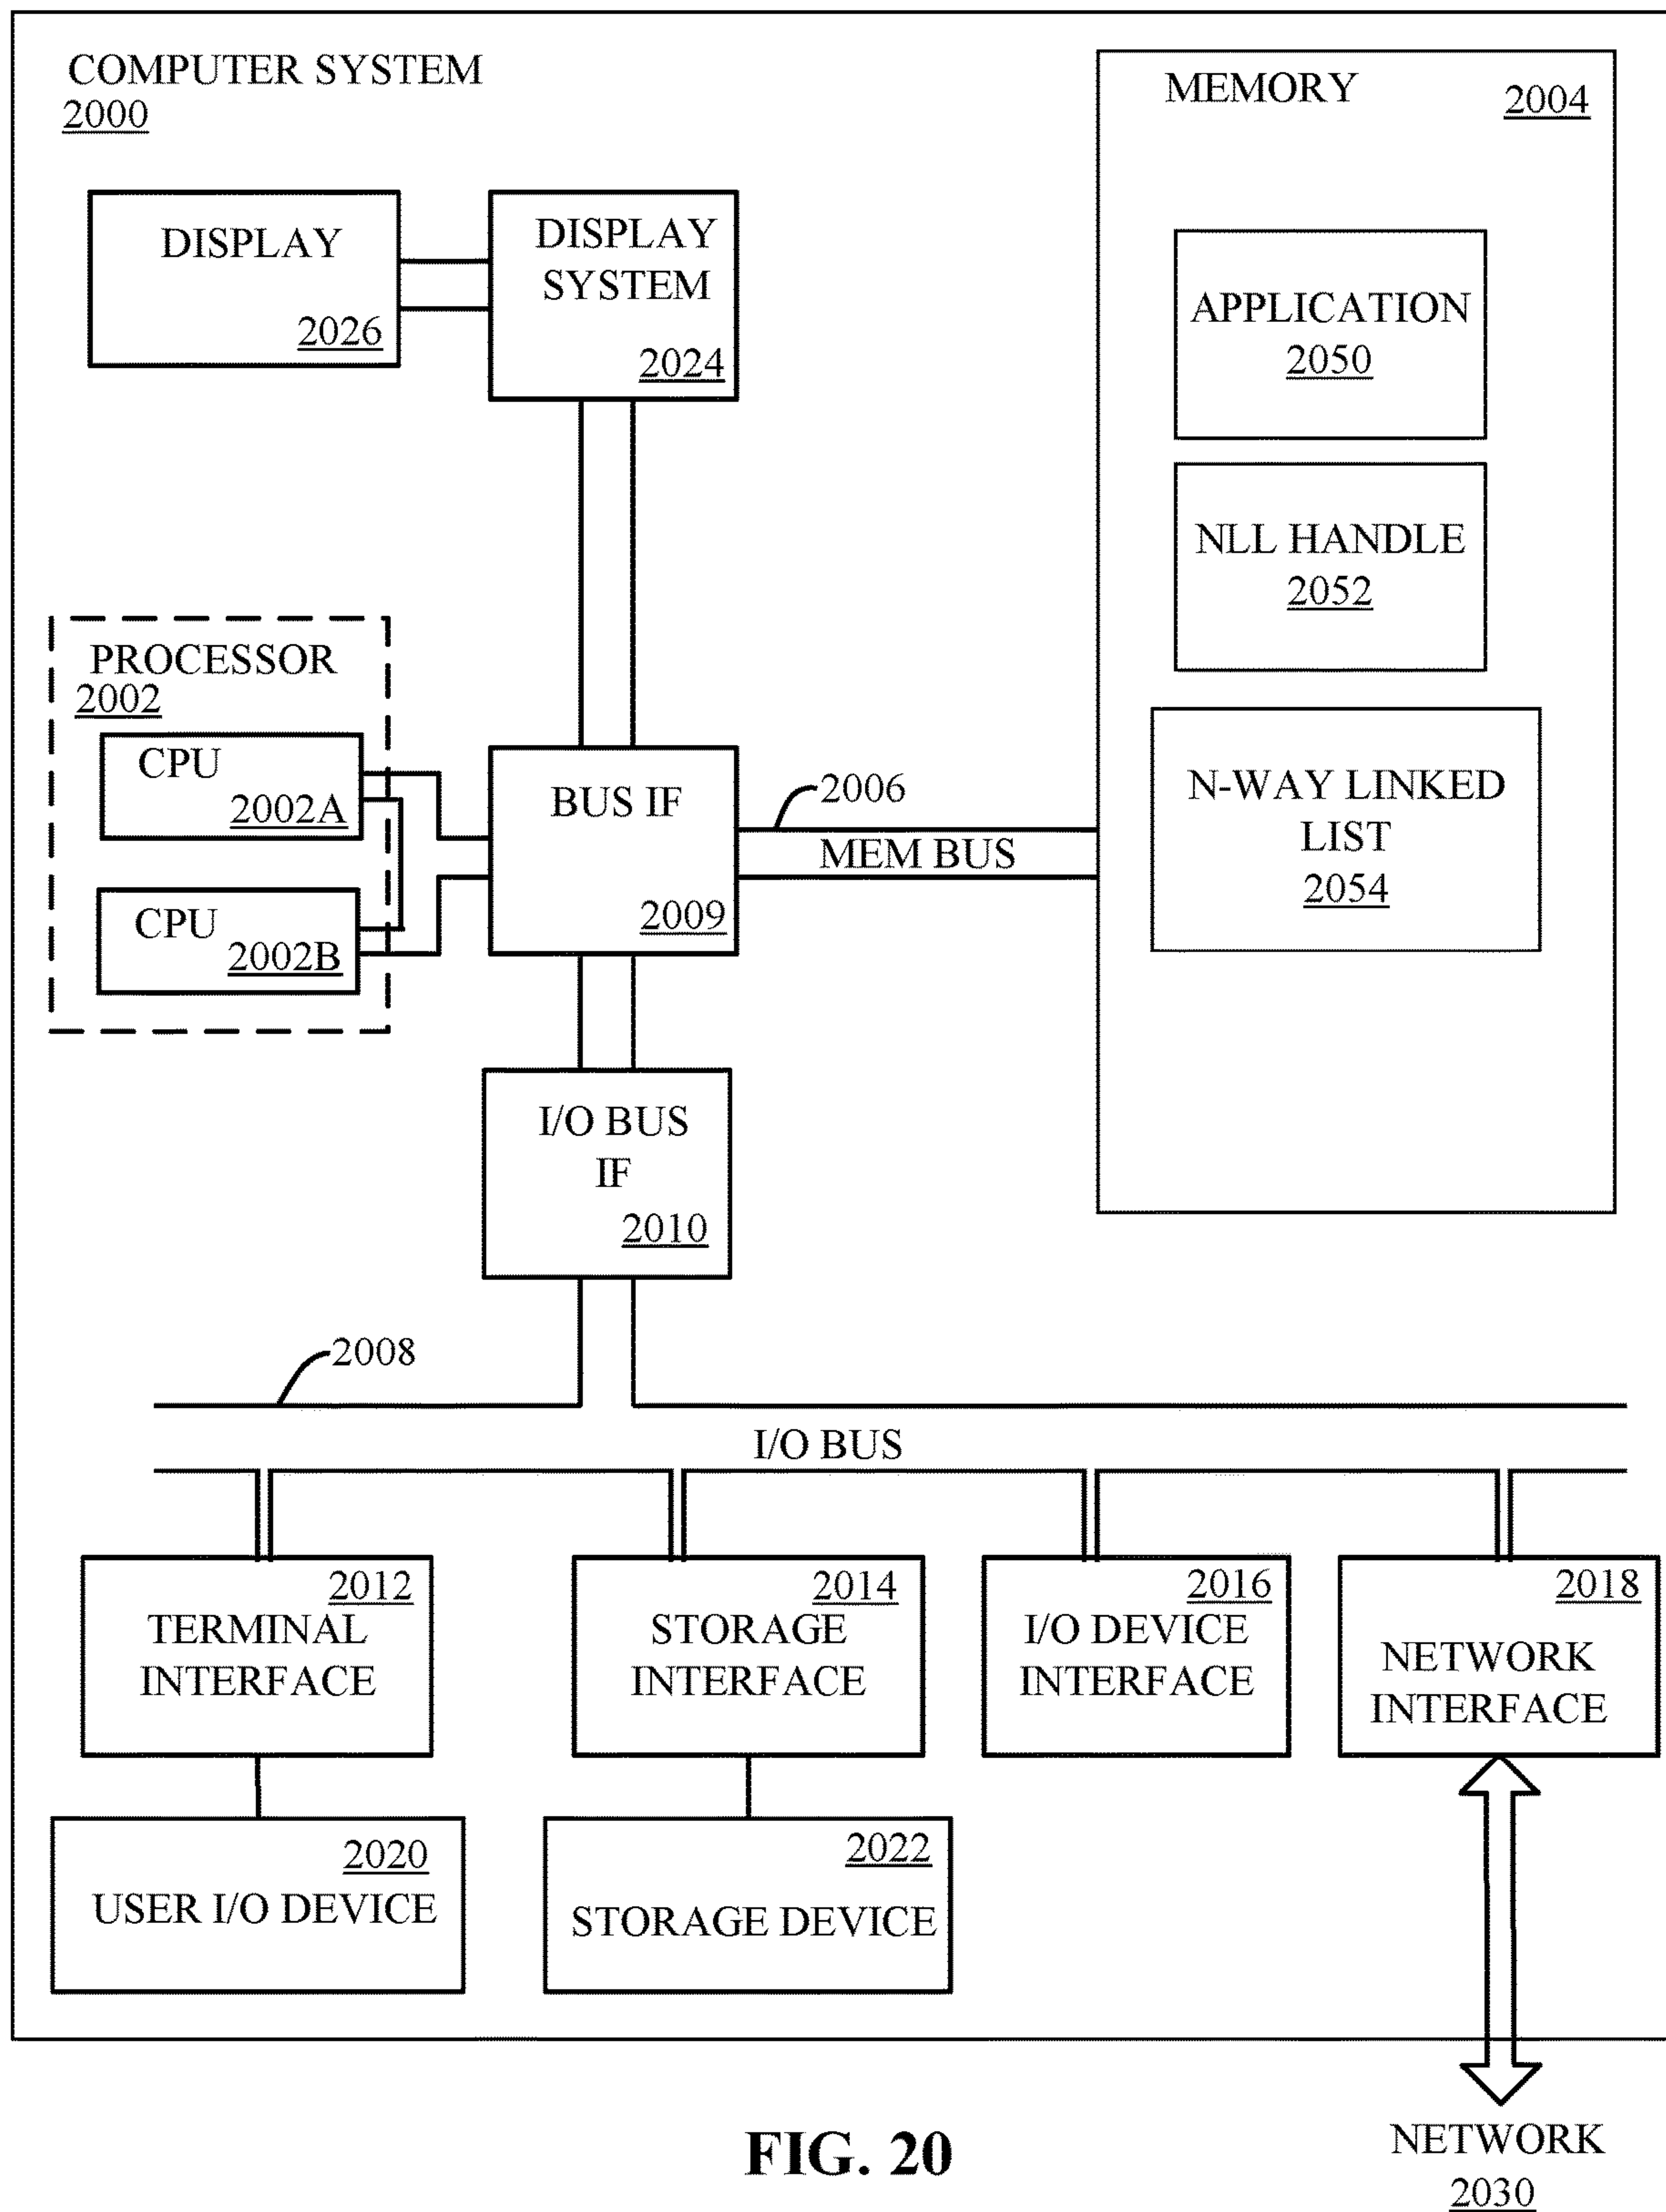 COMPUTER SYSTEM
2000
MEMORY
2004
DISPLAY
2026
DISPLAY
SYSTEM
2024
APPLICATION
2050
NLL HANDLE
2052
N-WAY LINKED
LIST
2054
PROCESSOR
2002
CPU
2002A
CPU
2002B
BUS IF
2009
2006
MEM BUS
I/O BUS
IF
2010
2008
I/O BUS
2012
TERMINAL
INTERFACE
2014
STORAGE
INTERFACE
2016
I/O DEVICE
INTERFACE
2018
NETWORK
INTERFACE
2020
USER I/O DEVICE
2022
STORAGE DEVICE
NETWORK
2030
FIG. 20